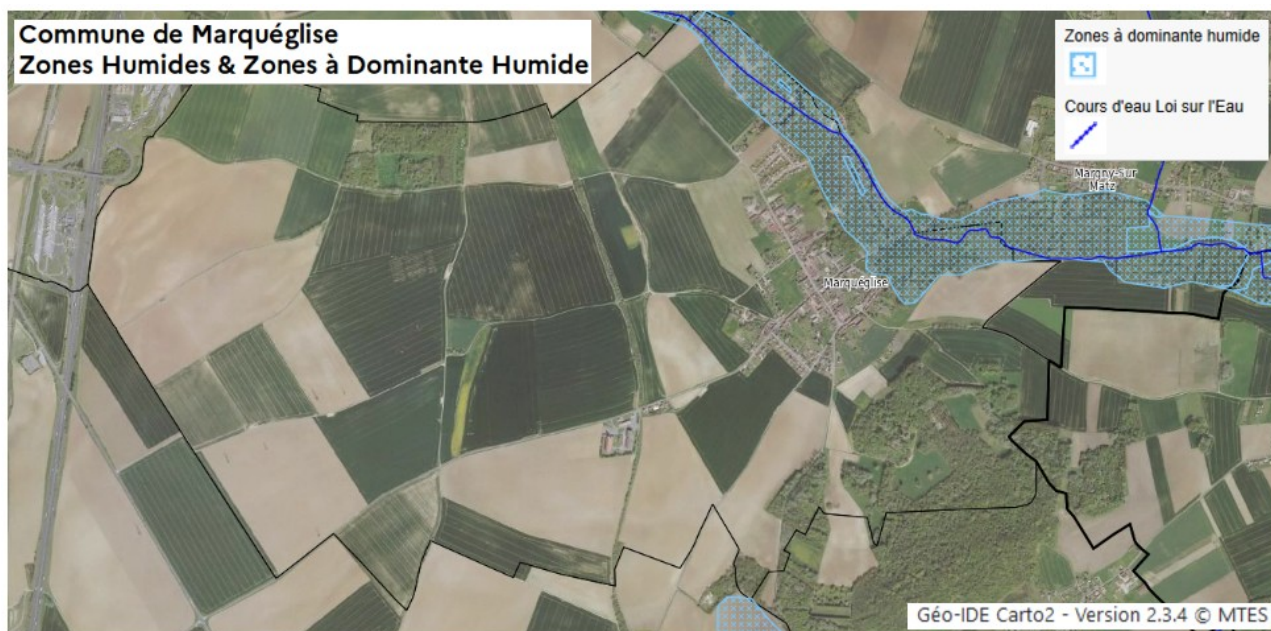 Commune de Marquéglise
Zones Humides & Zones à Dominante Humide
Zones à dominante humide
Cours d'eau Loi sur l'Eau
Margny-Sur
Matz
Marquéglise
Géo-IDE Carto2 - Version 2.3.4 © MTES